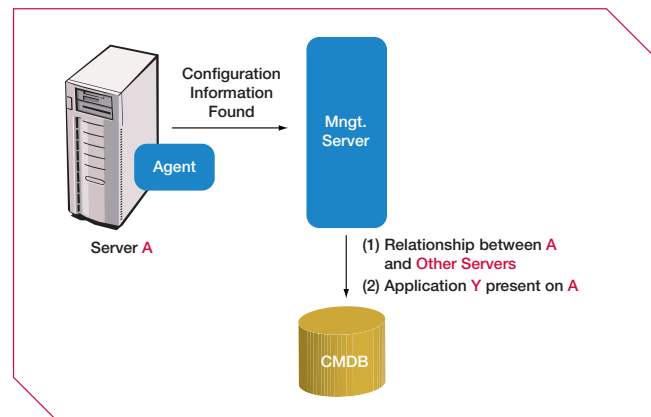 Configuration
Information
Found
Mngt.
Server
Agent
Server A
(1) Relationship between A
and Other Servers
(2) Application Y present on A
CMDB